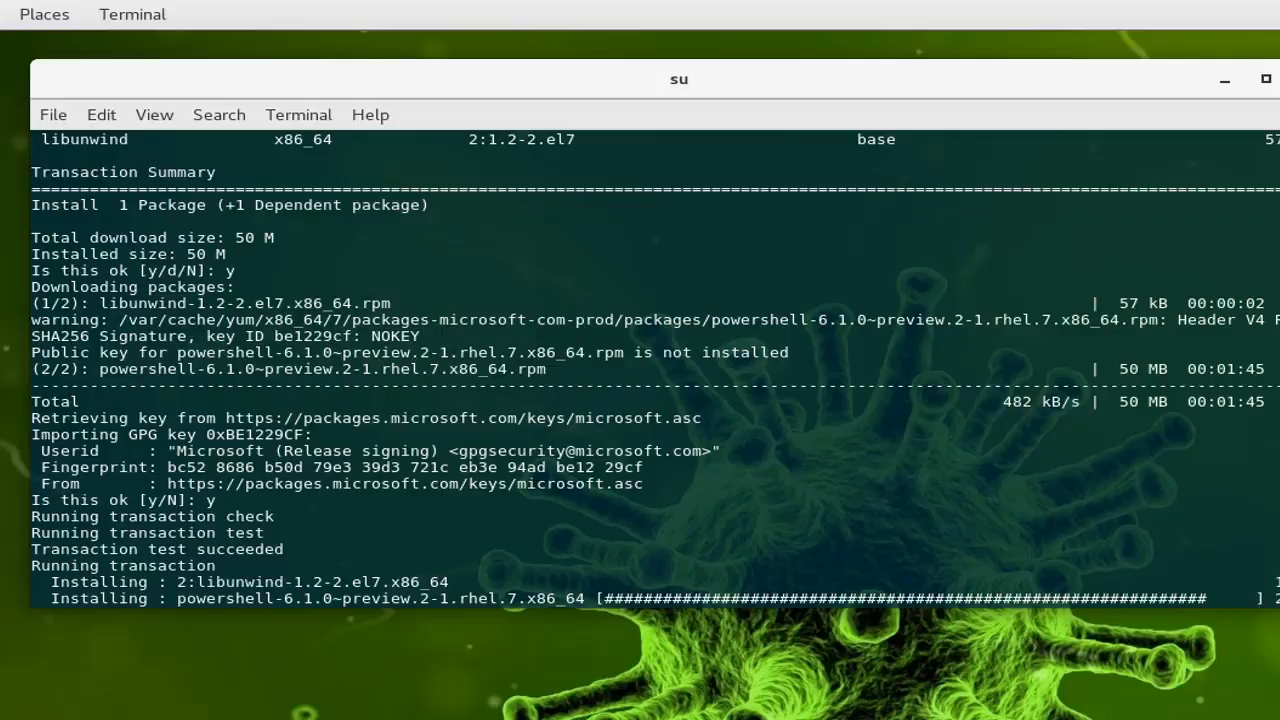 Places Terminal
su
File Edit View Search Terminal Help
libunwind x86_64 2:1.2-2.el7 base 57
Transaction Summary
================================================================================
Install  1 Package (+1 Dependent package)
Total download size: 50 M
Installed size: 50 M
Is this ok [y/d/N]: y
Downloading packages:
(1/2): libunwind-1.2-2.el7.x86_64.rpm | 57 kB 00:00:02
warning: /var/cache/yum/x86_64/7/packages-microsoft-com-prod/packages/powershell-6.1.0~preview.2-1.rhel.7.x86_64.rpm: Header V4
SHA256 Signature, key ID be1229cf: NOKEY
Public key for powershell-6.1.0~preview.2-1.rhel.7.x86_64.rpm is not installed
(2/2): powershell-6.1.0~preview.2-1.rhel.7.x86_64.rpm | 50 MB 00:01:45
--------------------------------------------------------------------------------
Total 482 kB/s | 50 MB 00:01:45
Retrieving key from https://packages.microsoft.com/keys/microsoft.asc
Importing GPG key 0xBE1229CF:
Userid : "Microsoft (Release signing) <gpgsecurity@microsoft.com>"
Fingerprint: bc52 8686 b50d 79e3 39d3 721c eb3e 94ad be12 29cf
From : https://packages.microsoft.com/keys/microsoft.asc
Is this ok [y/N]: y
Running transaction check
Running transaction test
Transaction test succeeded
Running transaction
Installing : 2:libunwind-1.2-2.el7.x86_64
Installing : powershell-6.1.0~preview.2-1.rhel.7.x86_64 [############################################################## ]